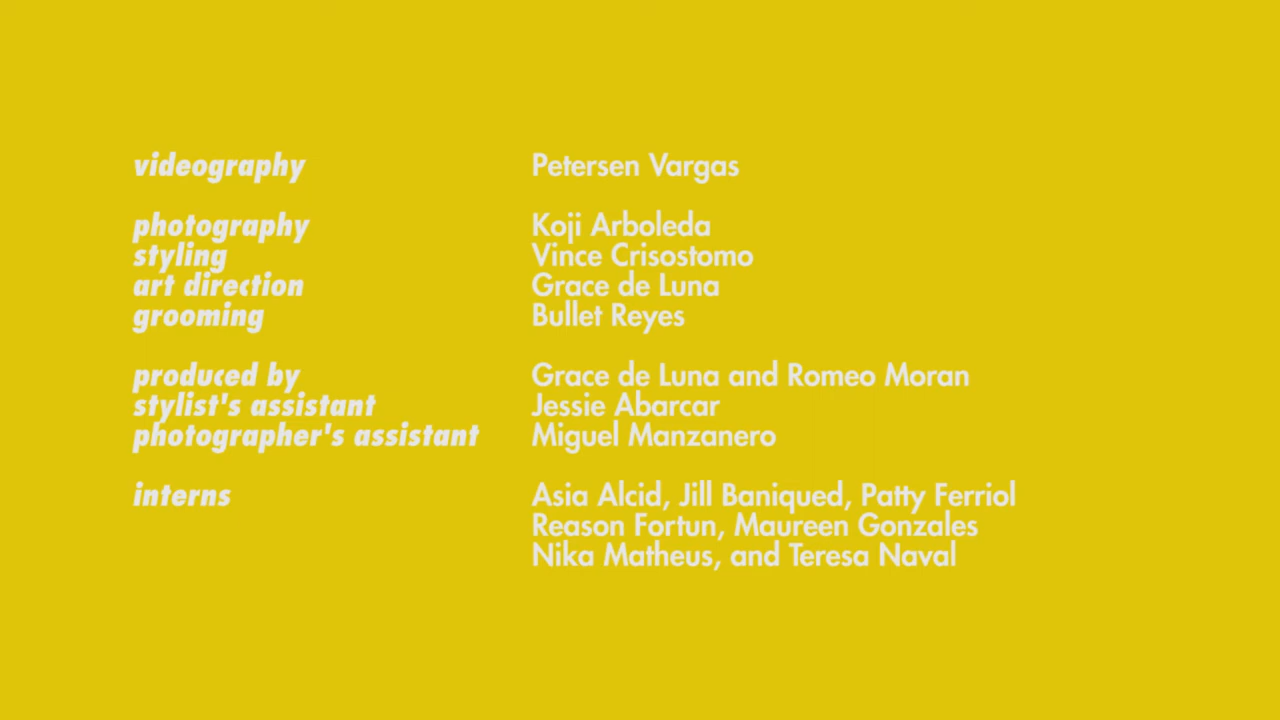 videography Petersen Vargas
photography Koji Arboleda
styling Vince Crisostomo
art direction Grace de Luna
grooming Bullet Reyes
produced by Grace de Luna and Romeo Moran
stylist's assistant Jessie Abarcar
photographer's assistant Miguel Manzanero
interns Asia Alcid, Jill Baniqued, Patty Ferriol
Reason Fortun, Maureen Gonzales
Nika Matheus, and Teresa Naval